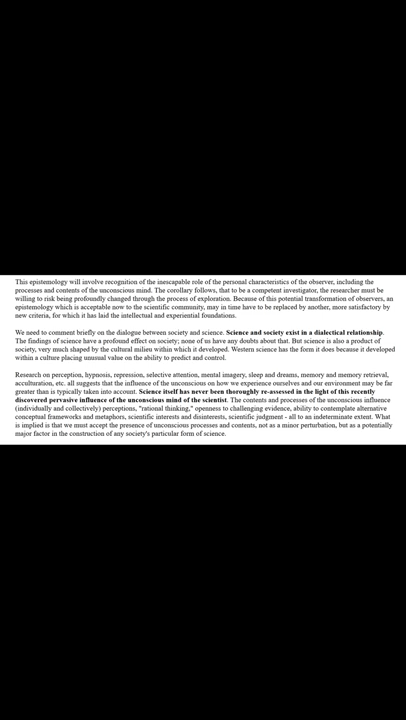 This epistemology will involve recognition of the inescapable role of the personal characteristics of the observer, including the
processes and contents of the unconscious mind. The corollary follows, that to be a competent investigator, the researcher must be
willing to risk being profoundly changed through the process of exploration. Because of this potential transformation of observers, an
epistemology which is acceptable now to the scientific community, may in time have to be replaced by another, more satisfactory by
new criteria, for which it has laid the intellectual and experiential foundations.
We need to comment briefly on the dialogue between society and science. Science and society exist in a dialectical relationship.
The findings of science have a profound effect on society; none of us have any doubts about that. But science is also a product of
society, very much shaped by the cultural milieu within which it developed. Western science has the form it does because it developed
within a culture placing unusual value on the ability to predict and control.
Research on perception, hypnosis, repression, selective attention, mental imagery, sleep and dreams, memory and memory retrieval,
acculturation, etc. all suggests that the influence of the unconscious on how we experience ourselves and our environment may be far
greater than is typically taken into account. Science itself has never been thoroughly re-assessed in the light of this recently
discovered pervasive influence of the unconscious mind of the scientist. The contents and processes of the unconscious influence
(individually and collectively) perceptions, "rational thinking," openness to challenging evidence, ability to contemplate alternative
conceptual frameworks and metaphors, scientific interests and disinterests, scientific judgment - all to an indeterminate extent. What
is implied is that we must accept the presence of unconscious processes and contents, not as a minor perturbation, but as a potentially
major factor in the construction of any society's particular form of science.